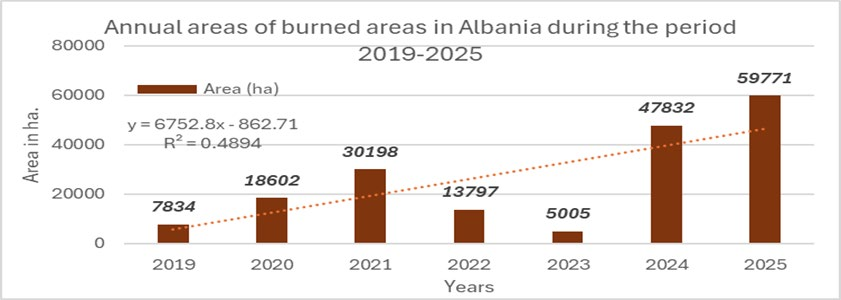 Annual areas of burned areas in Albania during the period
2019-2025
80000
60000
40000
20000
0
Area in ha.
Area (ha)
y = 6752.8x - 862.71
R² = 0.4894
7834
18602
30198
13797
5005
47832
59771
2019 2020 2021 2022 2023 2024 2025
Years